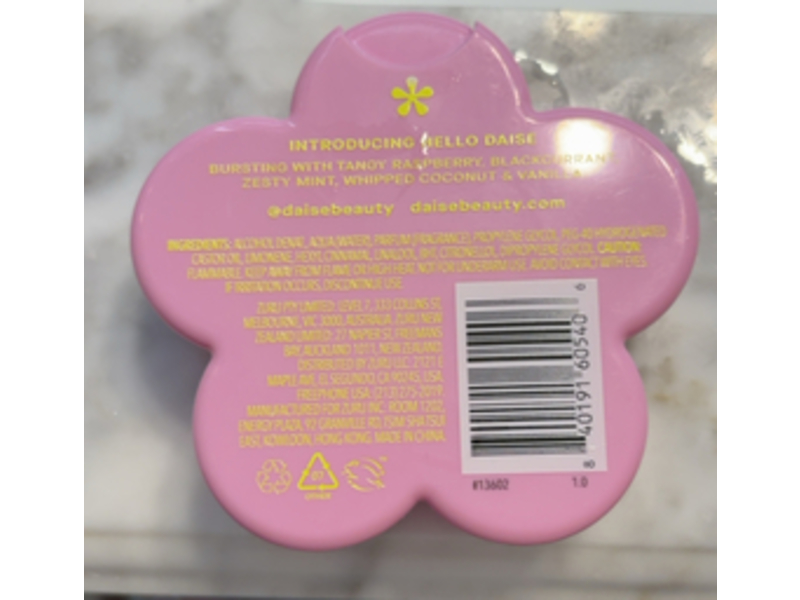 INTRODUCING HELLO DAISE
BURSTING WITH TANGY RASPBERRY, BLACKCURRANT,
ZESTY MINT, WHIPPED COCONUT & VANILLA
@daisebeauty daisebeauty.com
INGREDIENTS: ALCOHOL DENAT., AQUA (WATER), PARFUM (FRAGRANCE), PROPYLENE GLYCOL, PEG-40 HYDROGENATED
CASTOR OIL, LIMONENE, HEXYL CINNAMAL, LINALOOL, BHT, CITRONELLOL, DIPROPYLENE GLYCOL. CAUTION:
FLAMMABLE. KEEP AWAY FROM FLAME OR HIGH HEAT. NOT FOR UNDERARM USE. AVOID CONTACT WITH EYES.
IF IRRITATION OCCURS, DISCONTINUE USE.
ZURU PTY LIMITED: LEVEL 7, 333 COLLINS ST,
MELBOURNE, VIC 3000, AUSTRALIA. ZURU NEW
ZEALAND LIMITED: 27 NAPIER ST, FREEMANS
BAY, AUCKLAND 1011, NEW ZEALAND.
DISTRIBUTED BY ZURU LLC: 2121 E
MAPLE AVE, EL SEGUNDO, CA 90245, USA.
FREEPHONE USA: (213) 275-2019.
MANUFACTURED FOR ZURU INC. ROOM 1202,
ENERGY PLAZA, 92 GRANVILLE RD, TSIM SHA TSUI
EAST, KOWLOON, HONG KONG. MADE IN CHINA.
07
OTHER
0 40191 60540 8
#13602 1.0